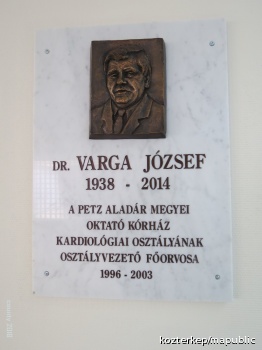 DR. VARGA JÓZSEF
1938 - 2014
A PETZ ALADÁR MEGYEI
OKTATÓ KÓRHÁZ
KARDIOLÓGIAI OSZTÁLYÁNAK
OSZTÁLYVEZETŐ FŐORVOSA
1996 - 2003
kozterkep/mapublic